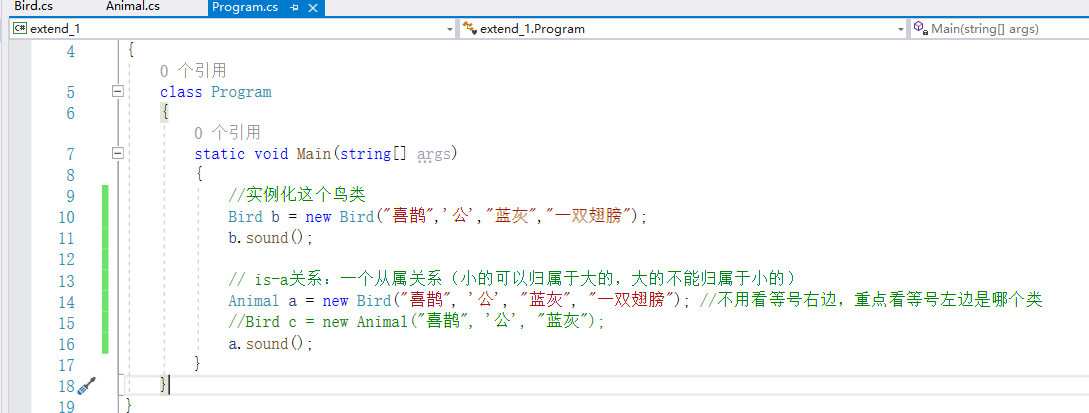 Bird.cs Animal.cs Program.cs
C# extend_1 extend_1.Program Main(string[] args)
4 {
0 个引用
5 class Program
6 {
0 个引用
7 static void Main(string[] args)
8 {
9 //实例化这个鸟类
10 Bird b = new Bird("喜鹊",'公',"蓝灰","一双翅膀");
11 b.sound();
12
13 // is-a关系：一个从属关系（小的可以归属于大的，大的不能归属于小的）
14 Animal a = new Bird("喜鹊", '公', "蓝灰", "一双翅膀"); //不用看等号右边，重点看等号左边是哪个类
15 //Bird c = new Animal("喜鹊", '公', "蓝灰");
16 a.sound();
17 }
18 }
19 }